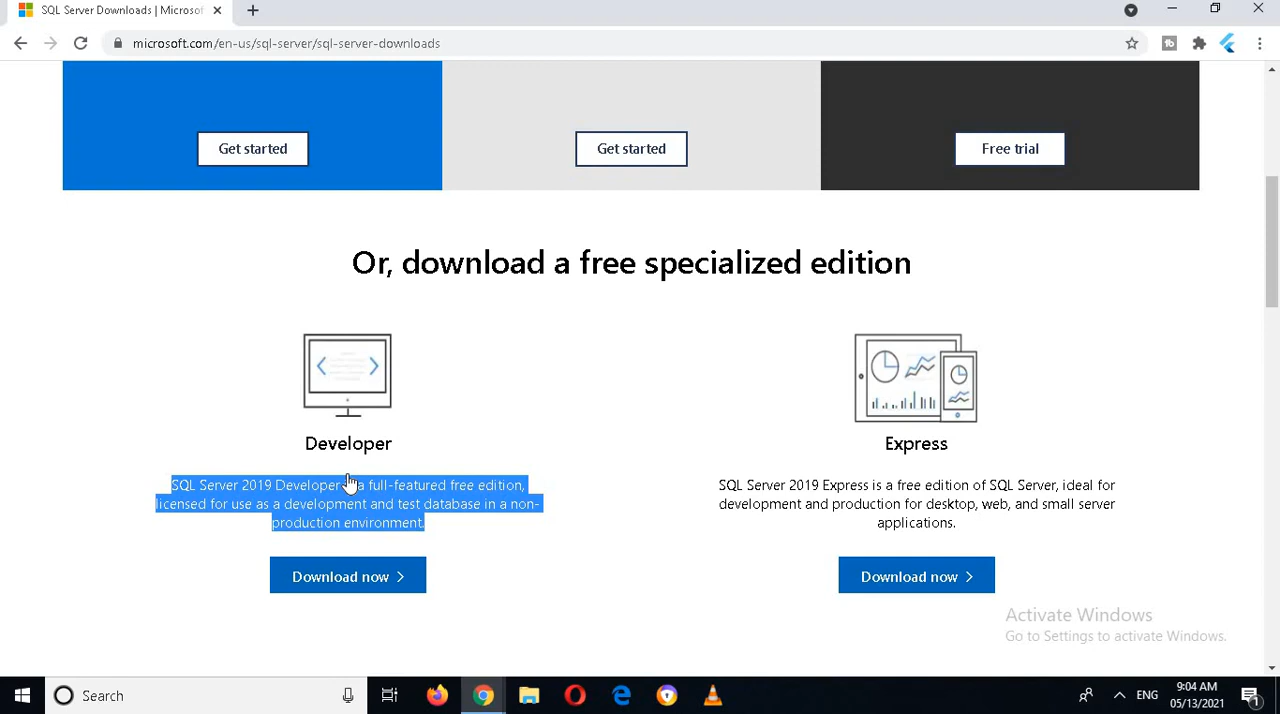 SQL Server Downloads | Microsof
microsoft.com/en-us/sql-server/sql-server-downloads
Get started
Get started
Free trial
Or, download a free specialized edition
Developer
SQL Server 2019 Developer a full-featured free edition,
licensed for use as a development and test database in a non-
production environment.
Download now
Express
SQL Server 2019 Express is a free edition of SQL Server, ideal for
development and production for desktop, web, and small server
applications.
Download now
Activate Windows
Go to Settings to activate Windows.
Search
ENG
9:04 AM
05/13/2021
1